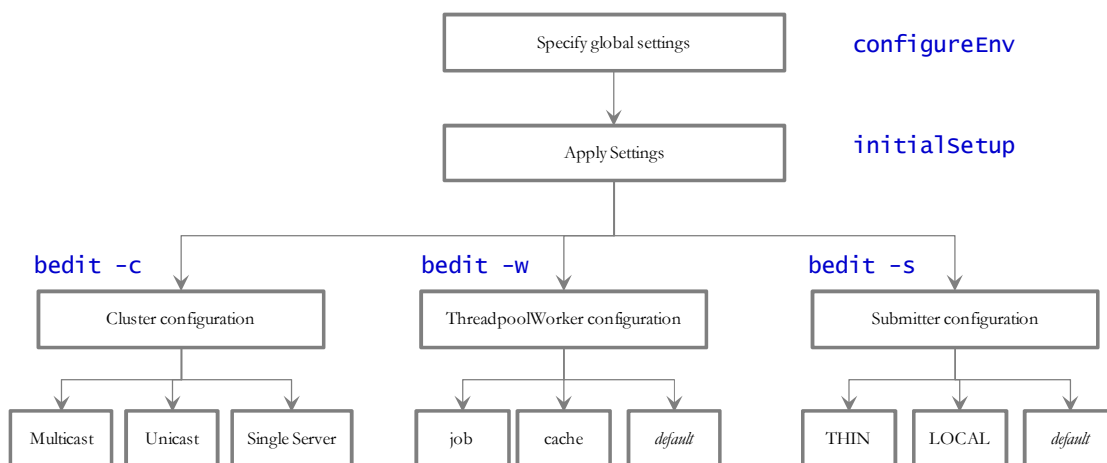 Specify global settings
configureEnv
Apply Settings
initialSetup
bedit -c
bedit -w
bedit -s
Cluster configuration
ThreadpoolWorker configuration
Submitter configuration
Multicast
Unicast
Single Server
job
cache
default
THIN
LOCAL
default